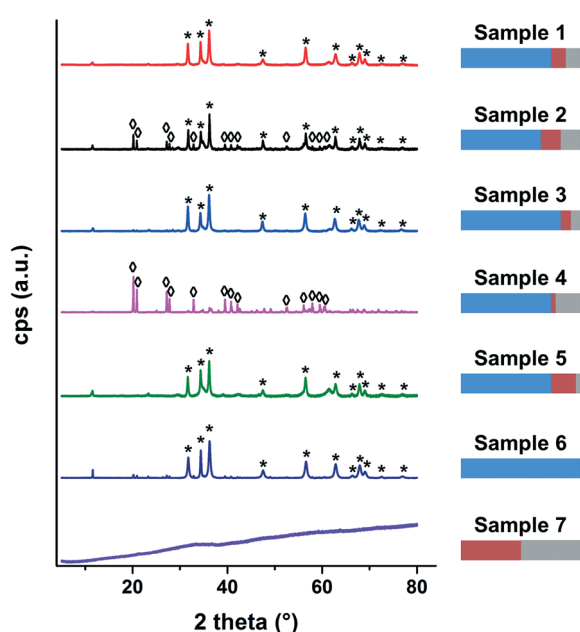 Sample 1
Sample 2
Sample 3
Sample 4
Sample 5
Sample 6
Sample 7
cps (a.u.)
20 40 60 80
2 theta (°)